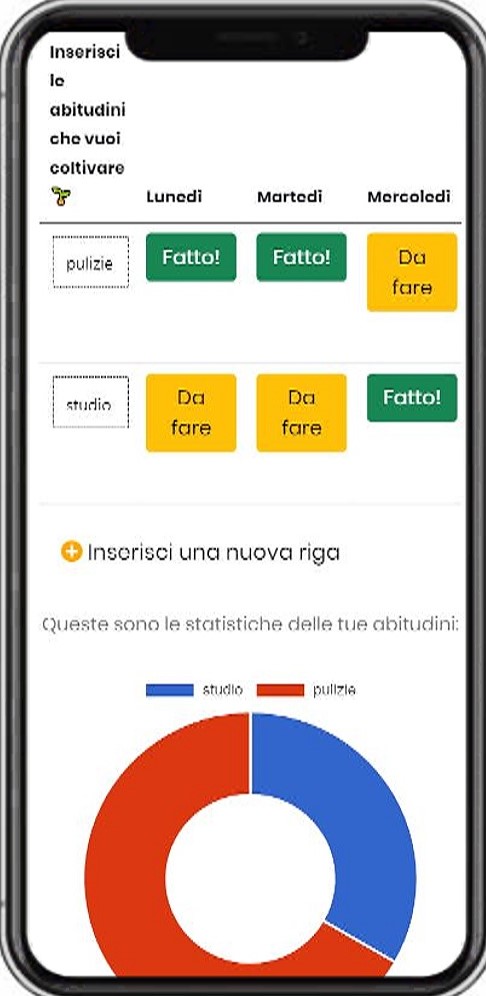 Inserisci
le
abitudini
che vuoi
coltivare
Lunedì Martedì Mercoledì
pulizie Fatto! Fatto! Da
fare
studio Da
fare Da
fare Fatto!
Inserisci una nuova riga
Queste sono le statistiche delle tue abitudini:
studio pulizie